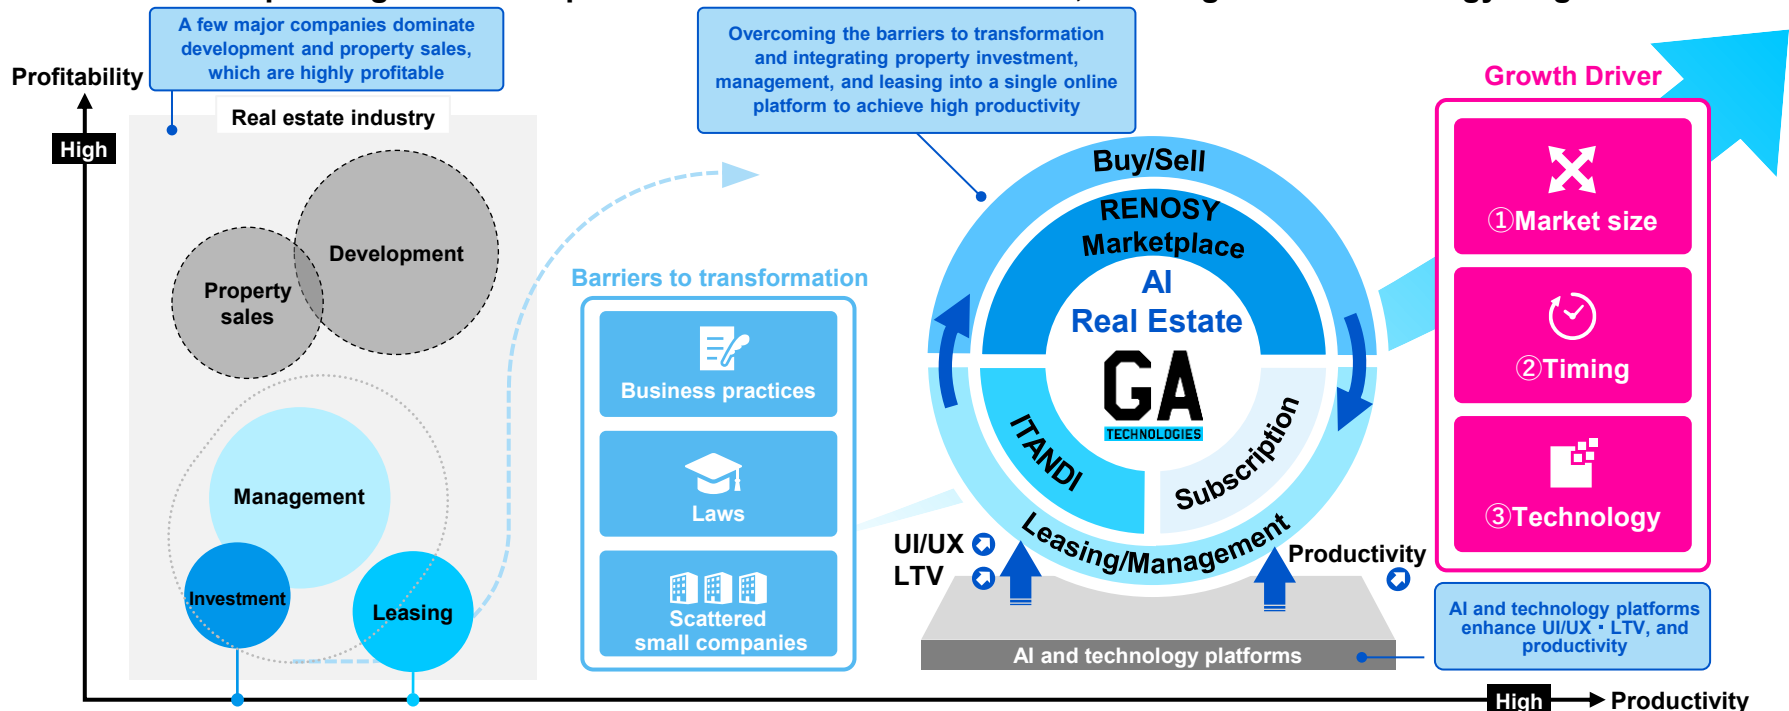 A few major companies dominate
development and property sales,
which are highly profitable
Overcoming the barriers to transformation
and integrating property investment,
management, and leasing into a single online
platform to achieve high productivity
Profitability
High
Real estate industry
Development
Property
sales
Management
Investment
Leasing
Barriers to transformation
Business practices
Laws
Scattered
small companies
Buy/Sell
RENOSY
Marketplace
AI
Real Estate
GA
TECHNOLOGIES
ITANDI
Subscription
Leasing/Management
UI/UX
LTV
Productivity
AI and technology platforms
Growth Driver
①Market size
②Timing
③Technology
AI and technology platforms
enhance UI/UX・LTV, and
productivity
High
Productivity